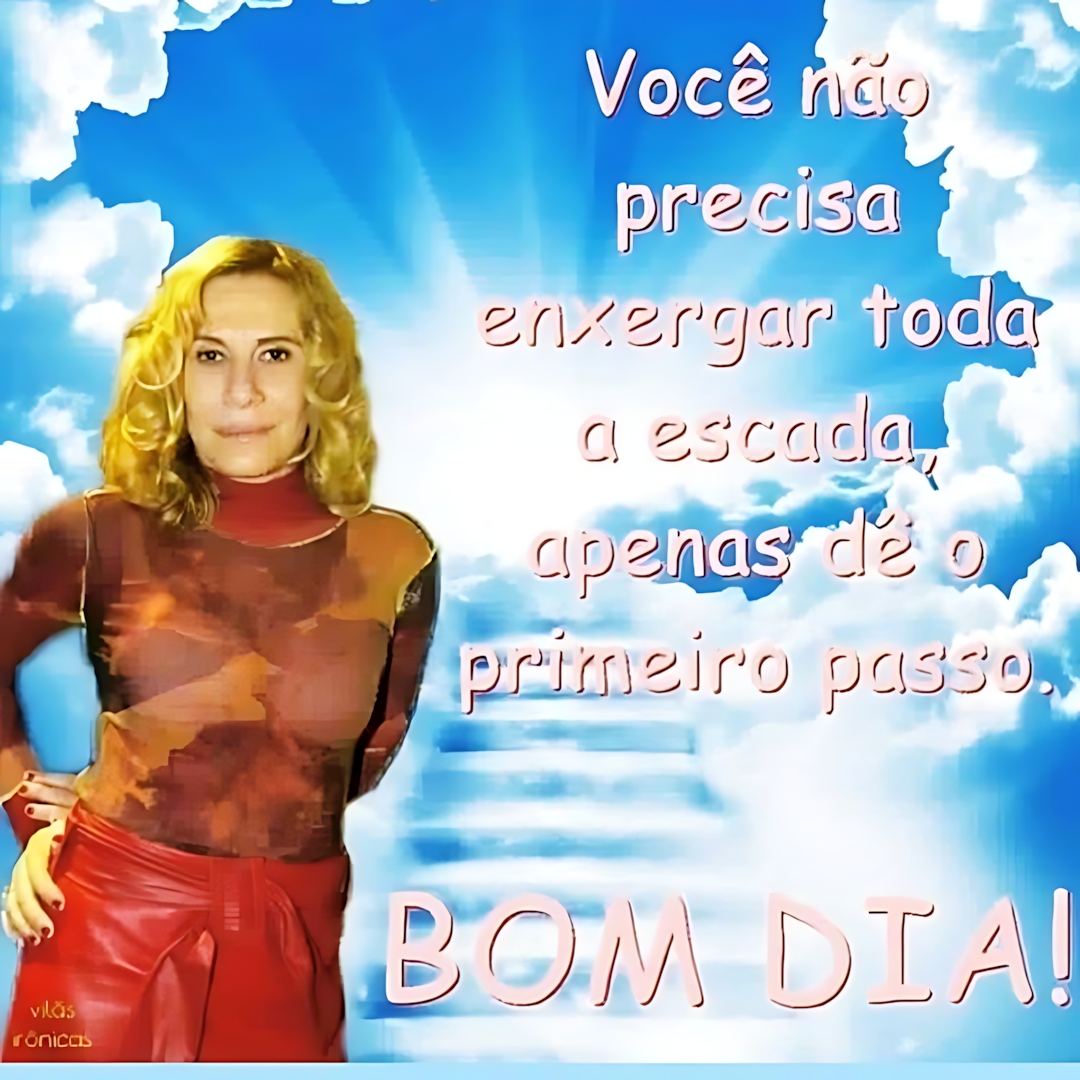 Você não
precisa
enxergar toda
a escada,
apenas dê o
primeiro passo.
BOM DIA!
vilãs
irônicas